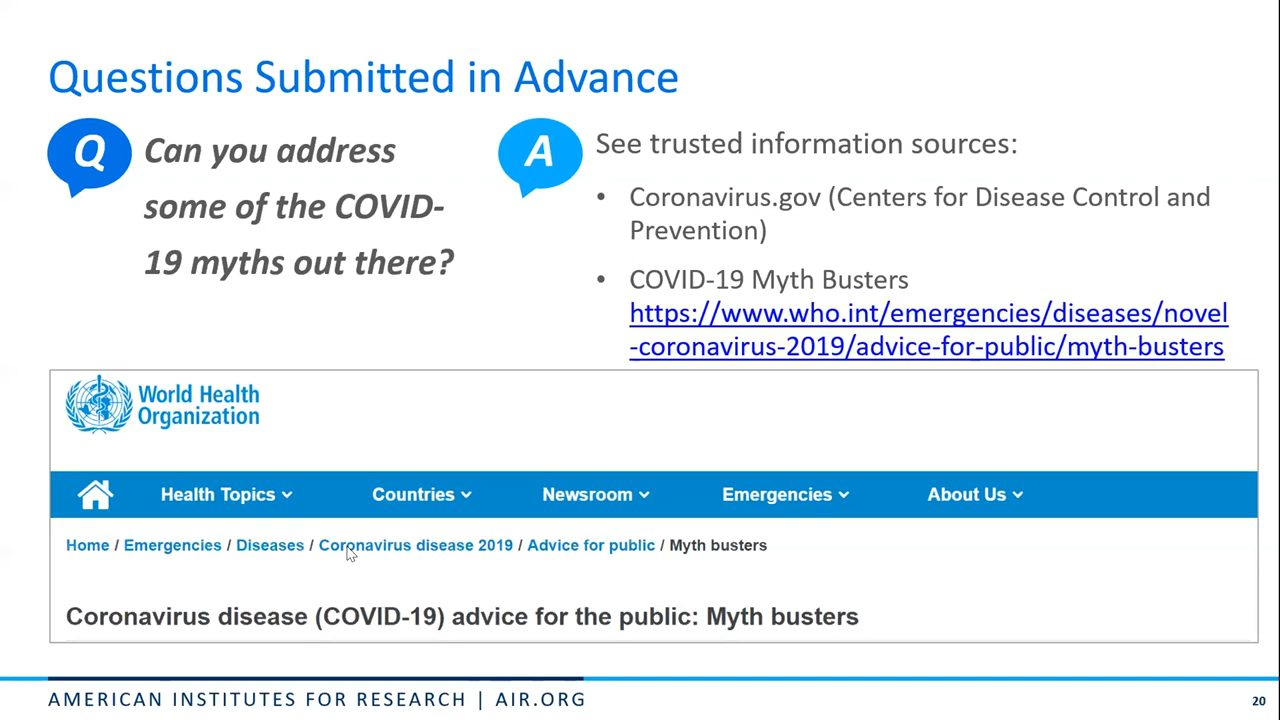 Questions Submitted in Advance
Q
Can you address
some of the COVID-
19 myths out there?
A
See trusted information sources:
• Coronavirus.gov (Centers for Disease Control and
Prevention)
• COVID-19 Myth Busters
https://www.who.int/emergencies/diseases/novel
-coronavirus-2019/advice-for-public/myth-busters
World Health
Organization
Health Topics Countries Newsroom Emergencies About Us
Home / Emergencies / Diseases / Coronavirus disease 2019 / Advice for public / Myth busters
Coronavirus disease (COVID-19) advice for the public: Myth busters
AMERICAN INSTITUTES FOR RESEARCH | AIR.ORG
20